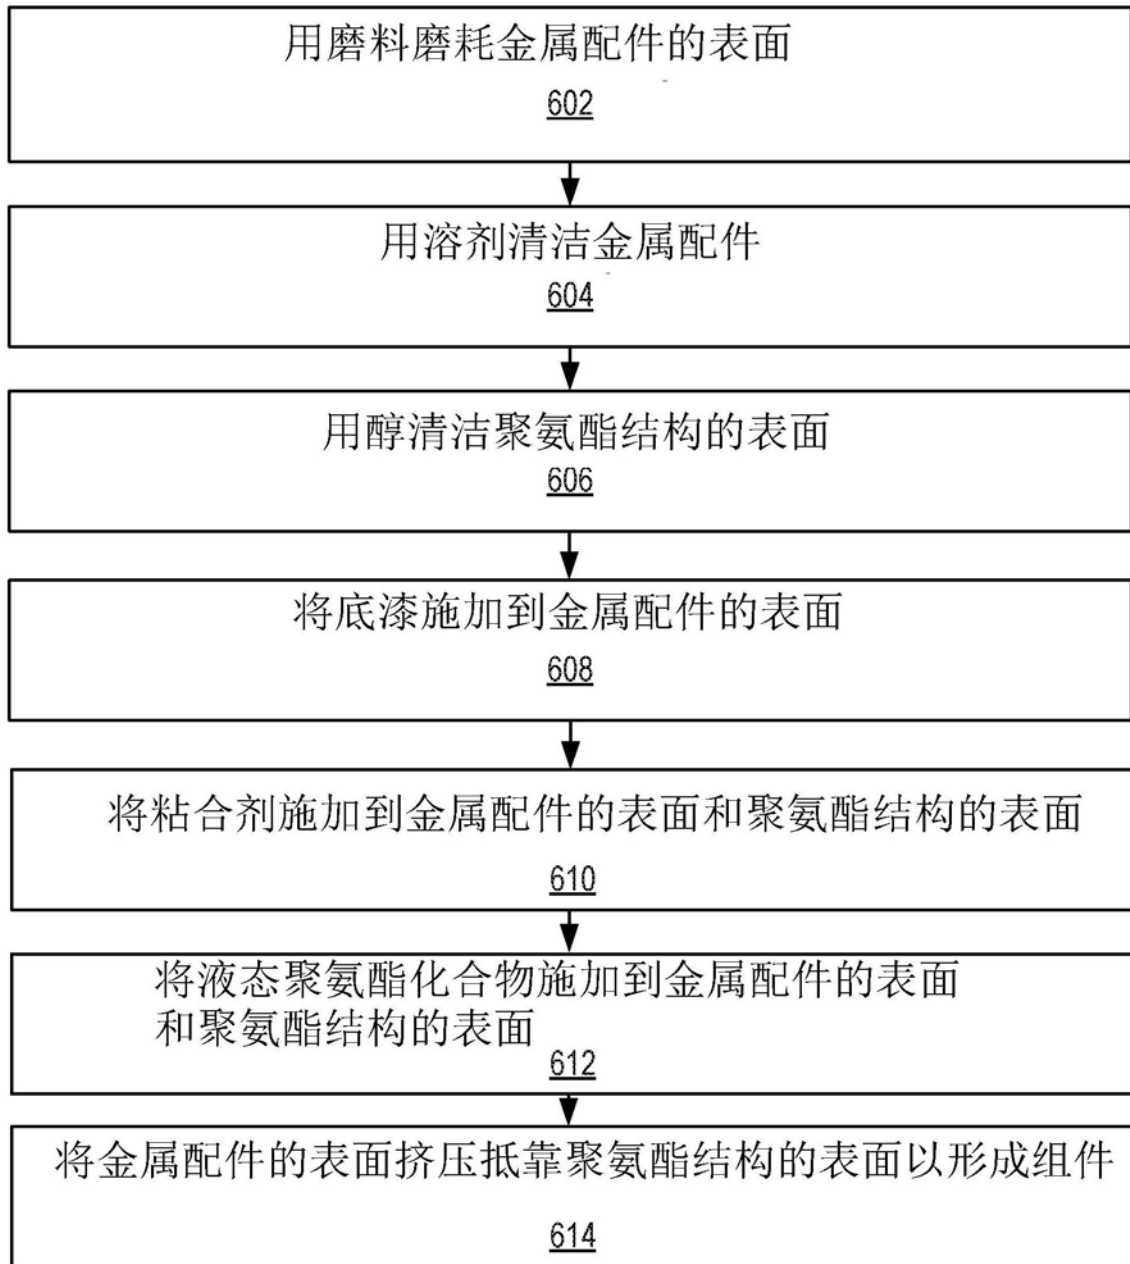 用磨料磨耗金属配件的表面
602
用溶剂清洁金属配件
604
用醇清洁聚氨酯结构的表面
606
将底漆施加到金属配件的表面
608
将粘合剂施加到金属配件的表面和聚氨酯结构的表面
610
将液态聚氨酯化合物施加到金属配件的表面
和聚氨酯结构的表面
612
将金属配件的表面挤压抵靠聚氨酯结构的表面以形成组件
614